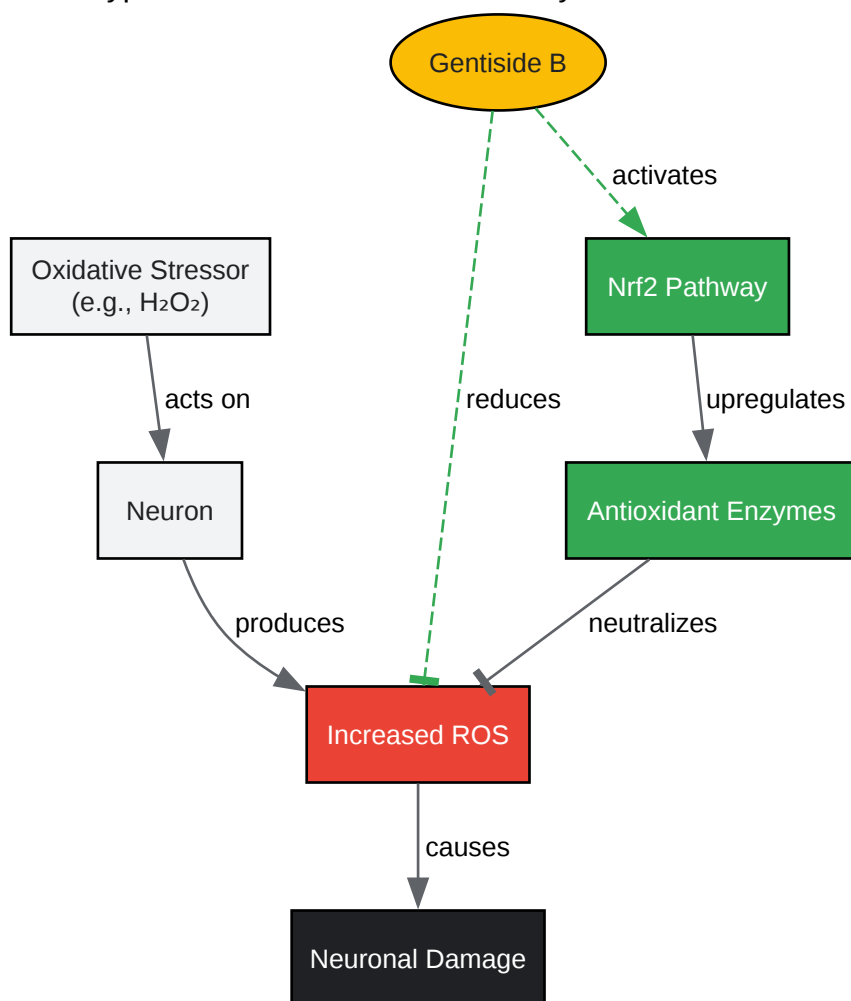 Gentiside B
activates
Oxidative Stressor
(e.g., H₂O₂)
Nrf2 Pathway
acts on
reduces
upregulates
Neuron
Antioxidant Enzymes
produces
neutralizes
Increased ROS
causes
Neuronal Damage